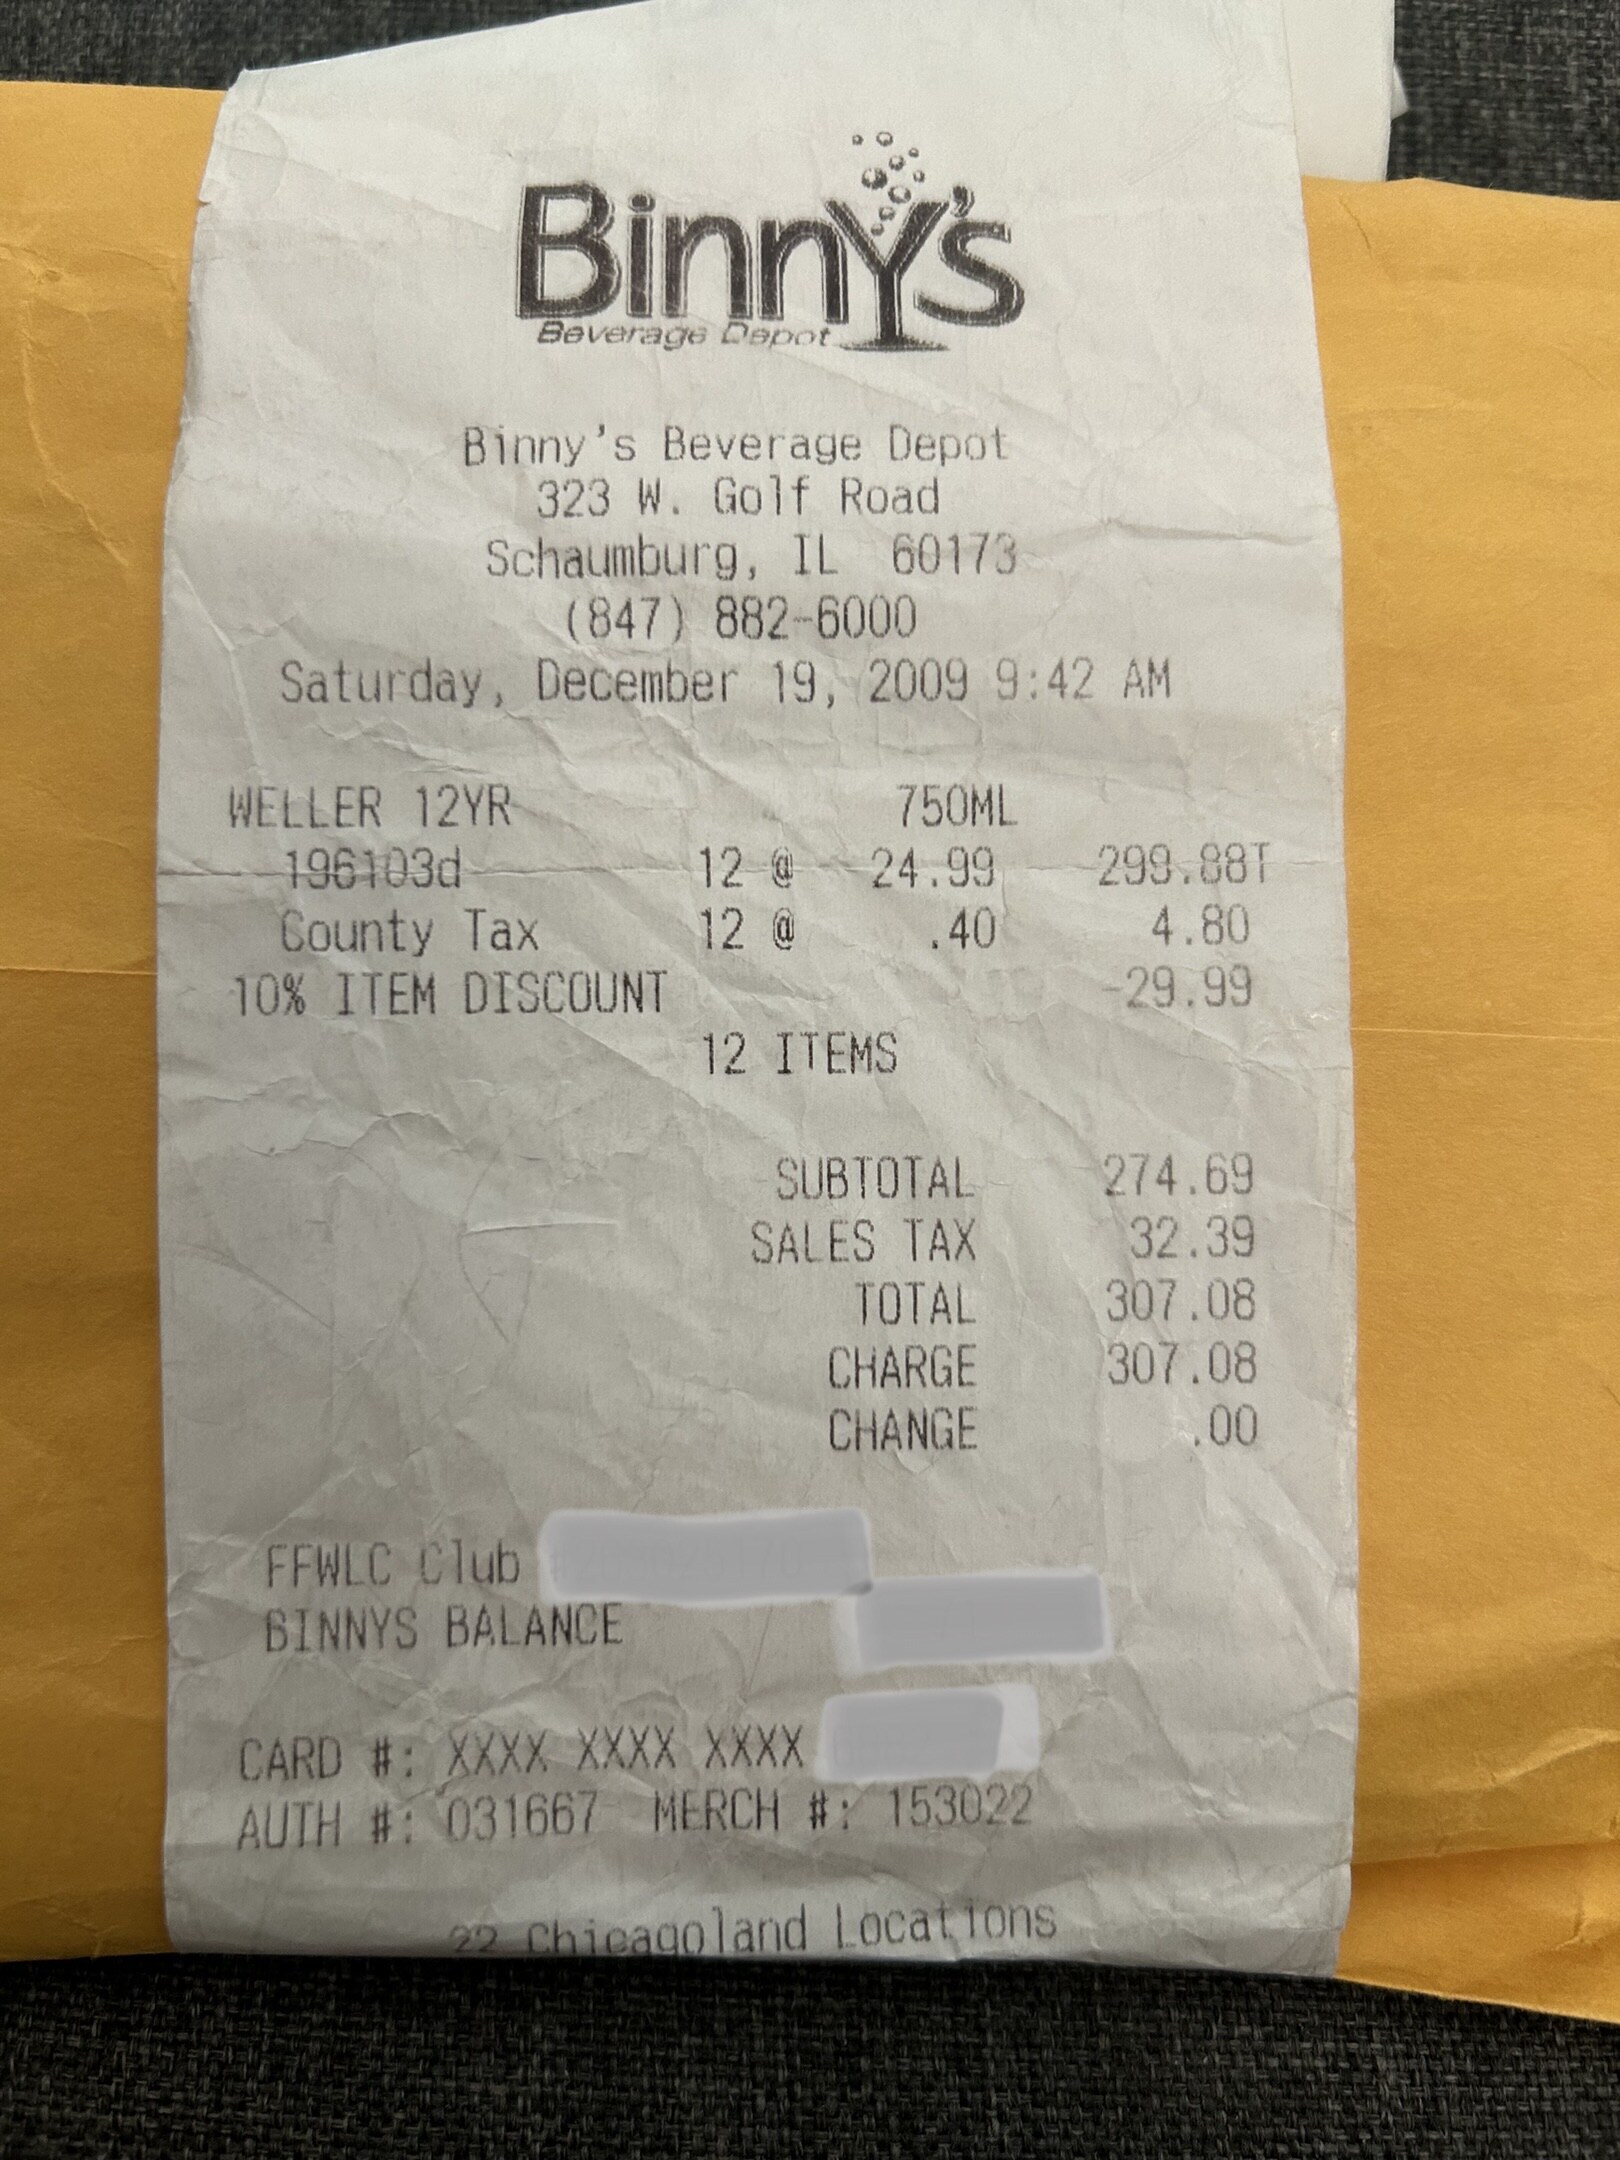 Binny's
Beverage Depot
Binny's Beverage Depot
323 W. Golf Road
Schaumburg, IL 60173
(847) 882-6000
Saturday, December 19, 2009 9:42 AM
WELLER 12YR 750ML
196103d 12 @ 24.99 299.88T
County Tax 12 @ .40 4.80
10% ITEM DISCOUNT -29.99
12 ITEMS
SUBTOTAL 274.69
SALES TAX 32.39
TOTAL 307.08
CHARGE 307.08
CHANGE .00
FFWLC Club
BINNYS BALANCE
CARD #: XXXX XXXX XXXX
AUTH #: 031667 MERCH #: 153022
22 Chicagoland Locations